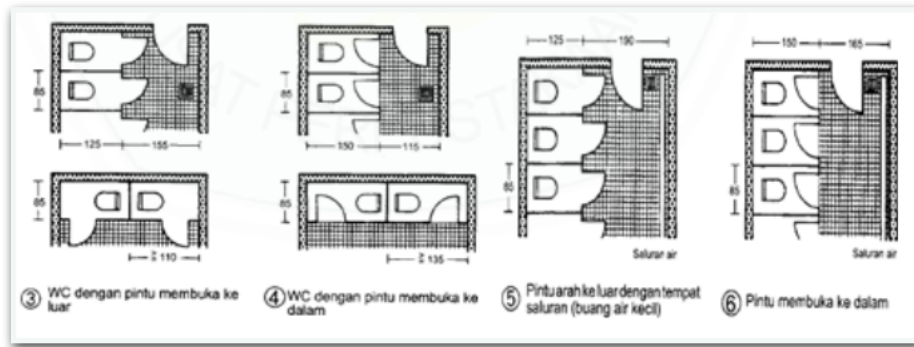 125
155
85
150
115
85
125
190
85
Saluran air
150
165
85
Saluran air
85
≥ 110
85
≥ 135
③ WC dengan pintu membuka ke
luar
④ WC dengan pintu membuka ke
dalam
⑤ Pintu arah ke luar dengan tempat
saluran (buang air kecil)
⑥ Pintu membuka ke dalam